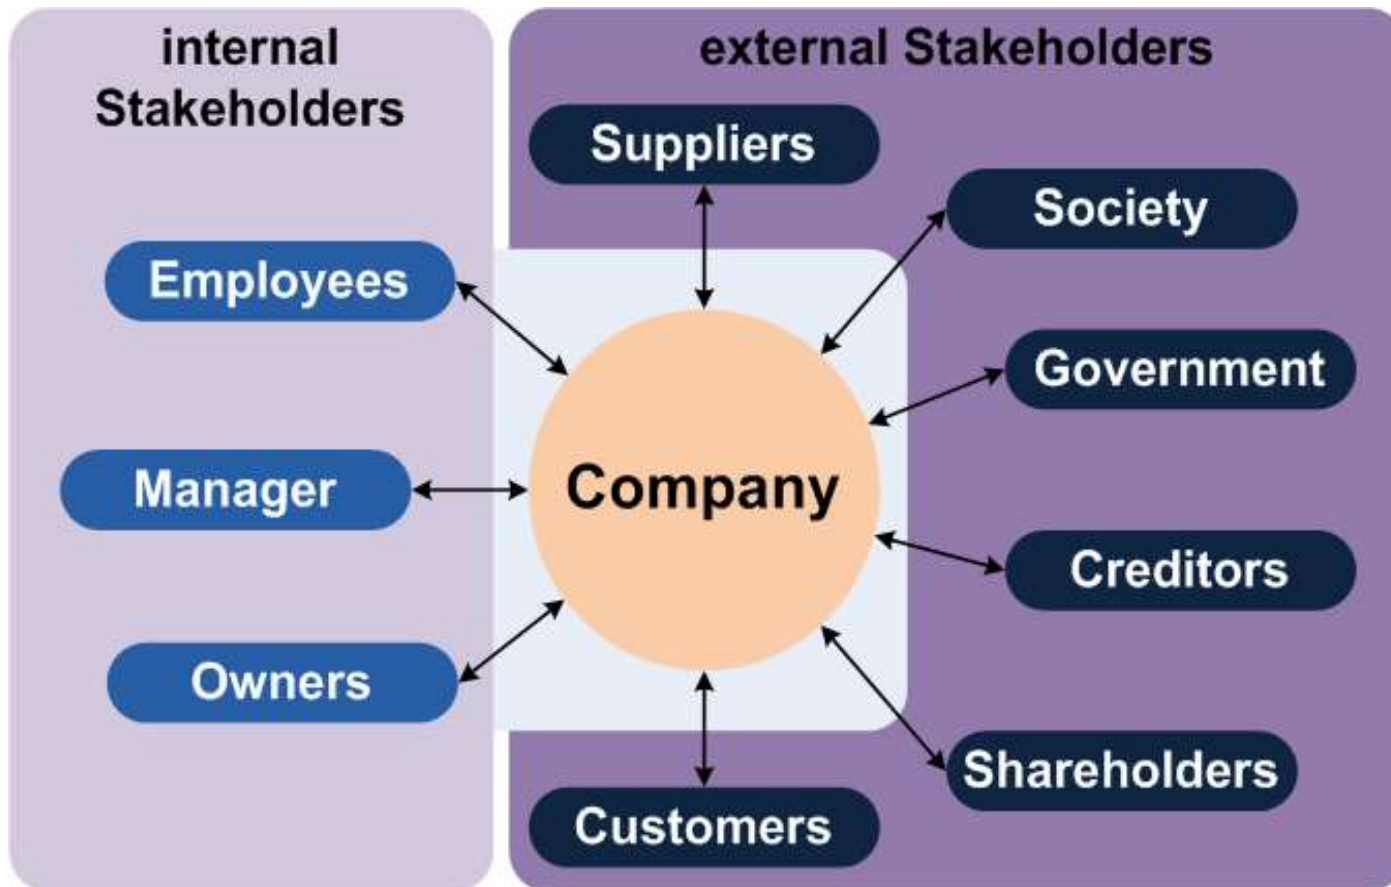 internal
Stakeholders
external Stakeholders
Suppliers
Society
Employees
Government
Manager
Company
Creditors
Owners
Shareholders
Customers